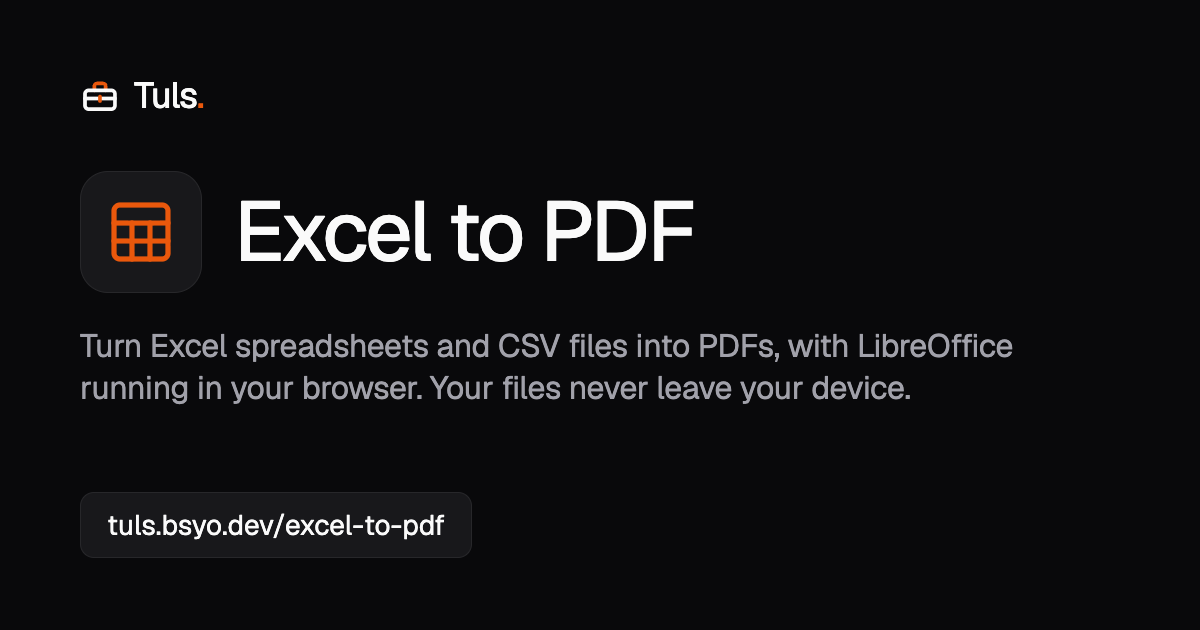 Tuls.
Excel to PDF
Turn Excel spreadsheets and CSV files into PDFs, with LibreOffice
running in your browser. Your files never leave your device.
tuls.bsyo.dev/excel-to-pdf